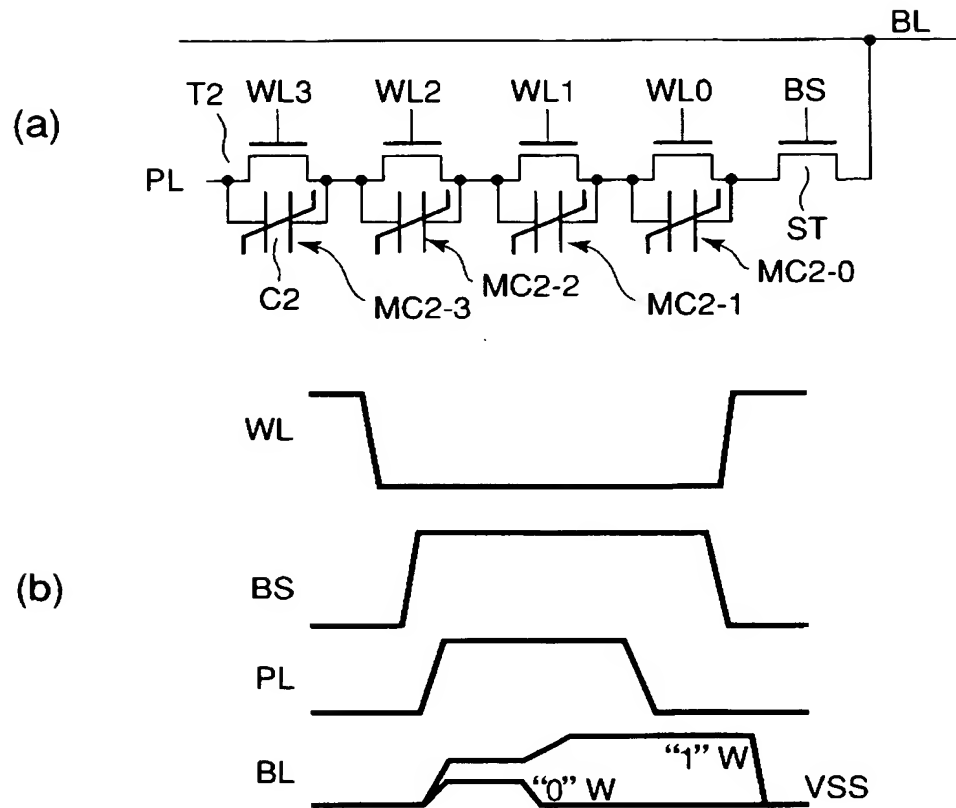 BL
(a)
T2 WL3 WL2 WL1 WL0 BS
PL
ST
C2 MC2-3 MC2-2 MC2-1 MC2-0
WL
(b)
BS
PL
BL "0" W "1" W VSS